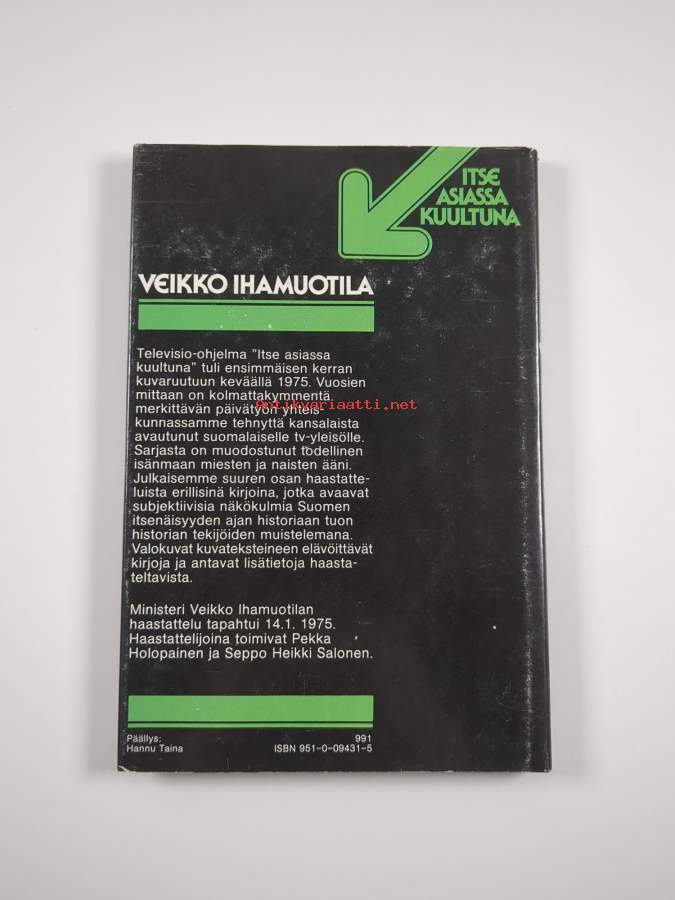 ITSE
ASIASSA
KUULTUNA
VEIKKO IHAMUOTILA
Televisio-ohjelma "Itse asiassa
kuultuna" tuli ensimmäisen kerran
kuvaruutuun keväällä 1975. Vuosien
mittaan on kolmattakymmentä
merkittävän päivätyön yhteis-
kunnassamme tehnyttä kansalaista
avautunut suomalaiselle tv-yleisölle.
Sarjasta on muodostunut todellinen
isänmaan miesten ja naisten ääni.
Julkaisemme suuren osan haastatte-
luista erillisinä kirjoina, jotka avaavat
subjektiivisia näkökulmia Suomen
itsenäisyyden ajan historiaan tuon
historian tekijöiden muistelemana.
Valokuvat kuvateksteineen elävöittävät
kirjoja ja antavat lisätietoja haasta-
teltavista.
Ministeri Veikko Ihamuotilan
haastattelu tapahtui 14.1. 1975.
Haastattelijoina toimivat Pekka
Holopainen ja Seppo Heikki Salonen.
Päällys:
Hannu Taina
991
ISBN 951-0-09431-5
Antikvariaatti.net